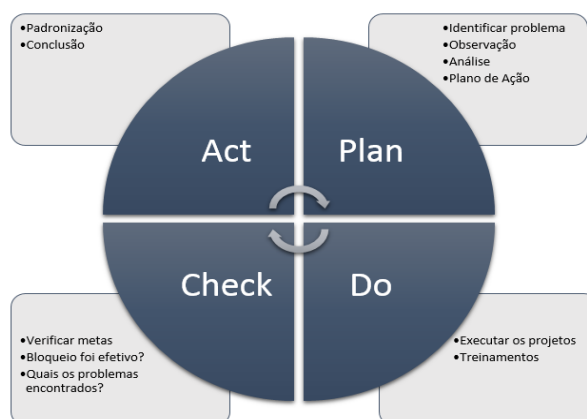 •Padronização
•Conclusão
•Identificar problema
•Observação
•Análise
•Plano de Ação
Act
Plan
Check
Do
•Verificar metas
•Bloqueio foi efetivo?
•Quais os problemas
encontrados?
•Executar os projetos
•Treinamentos